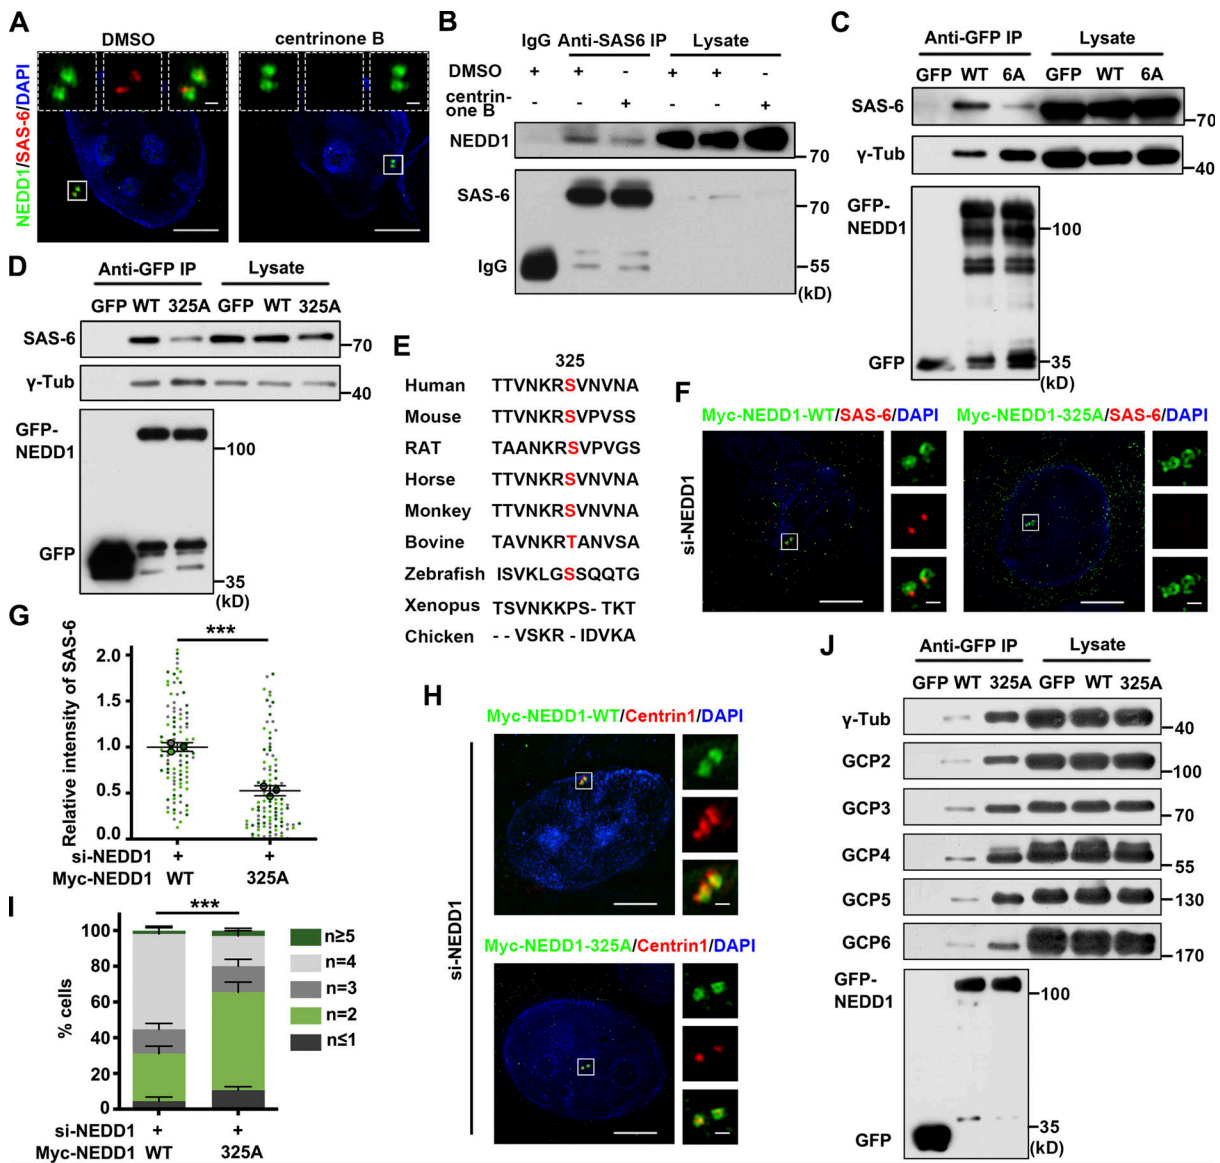 A
DMSO
centrinone B
NEDD1/SAS-6/DAPI
B
IgG Anti-SAS6 IP Lysate
DMSO + + - + + -
centrin-
one B - - + - - +
NEDD1
70
SAS-6
70
IgG
55
(kD)
C
Anti-GFP IP Lysate
GFP WT 6A GFP WT 6A
SAS-6
70
γ-Tub
40
GFP-
NEDD1
100
GFP
35
(kD)
D
Anti-GFP IP Lysate
GFP WT 325A GFP WT 325A
SAS-6
70
γ-Tub
40
GFP-
NEDD1
100
GFP
35
(kD)
E
325
Human TTVNKRSVNVNA
Mouse TTVNKRSVPVSS
RAT TAANKRSVPVGS
Horse TTVNKRSVNVNA
Monkey TTVNKRSVNVNA
Bovine TAVNKRTANVSA
Zebrafish ISVKLGSSQQTG
Xenopus TSVNKKPS- TKT
Chicken - - VSKR - IDVKA
F
Myc-NEDD1-WT/SAS-6/DAPI
Myc-NEDD1-325A/SAS-6/DAPI
si-NEDD1
G
Relative intensity of SAS-6
***
2.0
1.5
1.0
0.5
0.0
si-NEDD1 + +
Myc-NEDD1 WT 325A
H
Myc-NEDD1-WT/Centrin1/DAPI
Myc-NEDD1-325A/Centrin1/DAPI
si-NEDD1
I
% cells
***
100
80
60
40
20
0
n≥5
n=4
n=3
n=2
n≤1
si-NEDD1 + +
Myc-NEDD1 WT 325A
J
Anti-GFP IP Lysate
GFP WT 325A GFP WT 325A
γ-Tub
40
GCP2
100
GCP3
70
GCP4
55
GCP5
130
GCP6
170
GFP-
NEDD1
100
GFP
35
(kD)